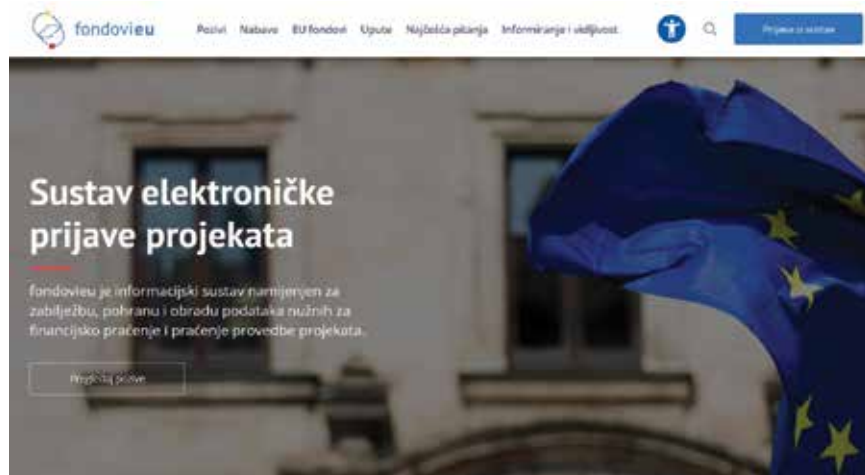 fondovieu
Pozivi Nabave EU fondovi Upute Najčešća pitanja Informiranje i vidljivost
Prijava u sustav
Sustav elektroničke
prijave projekata
fondovieu je informacijski sustav namijenjen za
zabilježbu, pohranu i obradu podataka nužnih za
financijsko praćenje i praćenje provedbe projekata.
Pregledaj pozive